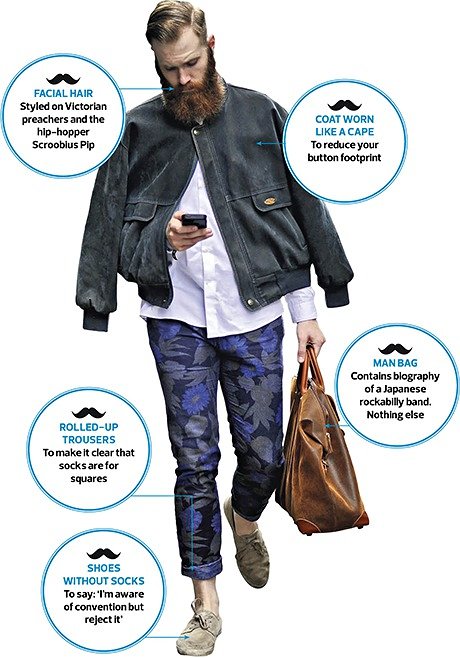 FACIAL HAIR
Styled on Victorian
preachers and the
hip-hopper
Scroobius Pip
COAT WORN
LIKE A CAPE
To reduce your
button footprint
MAN BAG
Contains biography
of a Japanese
rockabilly band.
Nothing else
ROLLED-UP
TROUSERS
To make it clear that
socks are for
squares
SHOES
WITHOUT SOCKS
To say: 'I'm aware
of convention but
reject it'